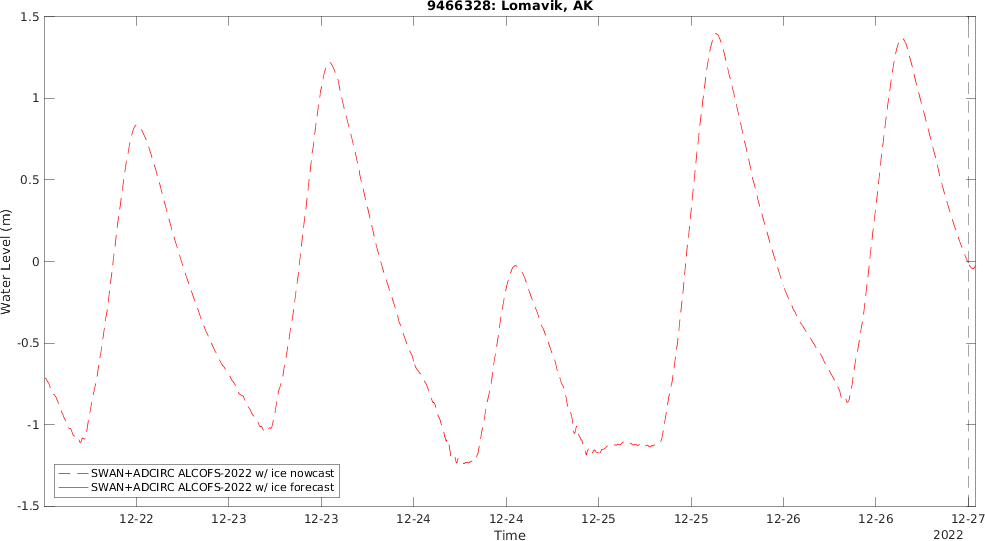 9466328: Lomavik, AK
1.5
1
0.5
0
-0.5
-1
-1.5
Water Level (m)
SWAN+ADCIRC ALCOFS-2022 w/ ice nowcast
SWAN+ADCIRC ALCOFS-2022 w/ ice forecast
12-22 12-23 12-23 12-24 12-24 12-25 12-25 12-26 12-26 12-27
Time
2022